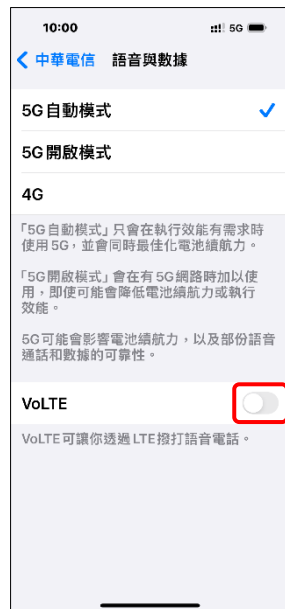 10:00 5G
中華電信 語音與數據
5G自動模式
5G開啟模式
4G
「5G自動模式」只會在執行效能有需求時
使用5G，並會同時最佳化電池續航力。
「5G開啟模式」會在有5G網路時加以使
用，即使可能會降低電池續航力或執行
效能。
5G可能會影響電池續航力，以及部份語音
通話和數據的可靠性。
VoLTE
VoLTE可讓你透過LTE撥打語音電話。